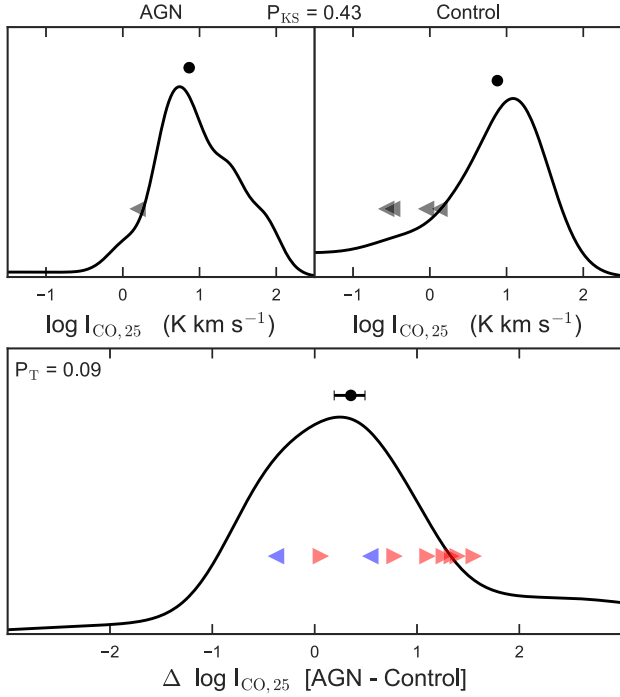 AGN P_KS = 0.43 Control
−1 0 1 2 −1 0 1 2
log I_CO, 25 (K km s⁻¹) log I_CO, 25 (K km s⁻¹)
P_T = 0.09
−2 −1 0 1 2
Δ log I_CO, 25 [AGN - Control]